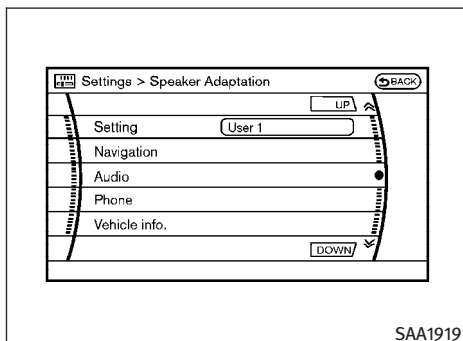 Settings > Speaker Adaptation BACK
UP
Setting User 1
Navigation
Audio
Phone
Vehicle info.
DOWN
SAA1919